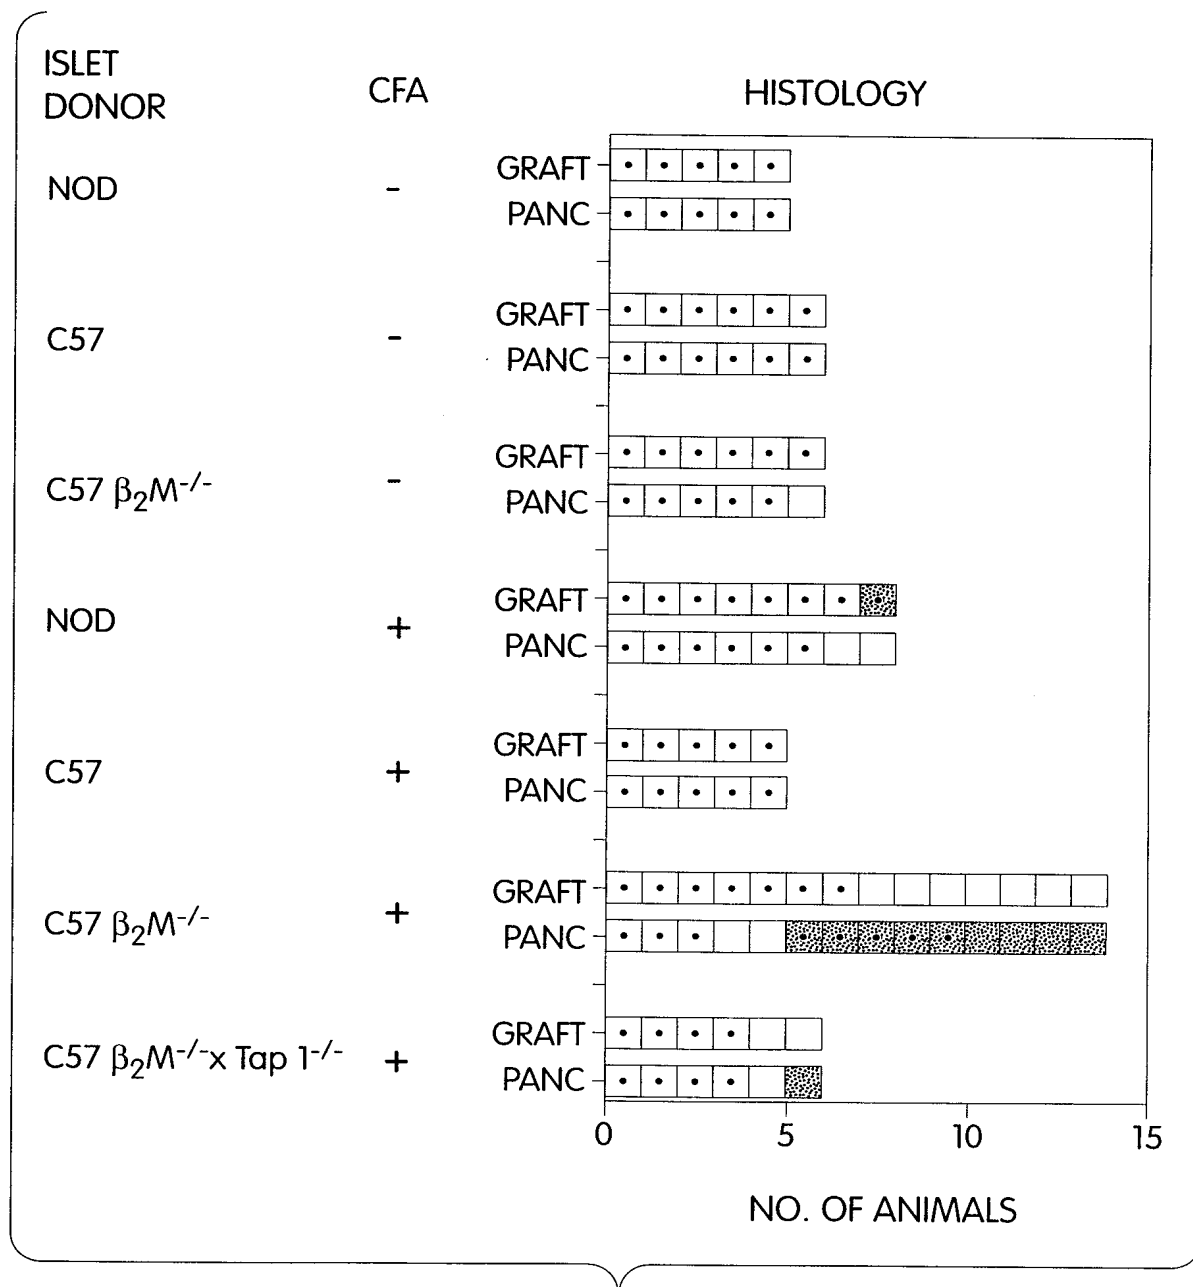 ISLET
DONOR
CFA
HISTOLOGY
NOD
-
GRAFT
PANC
C57
-
GRAFT
PANC
C57 β₂M⁻/⁻
-
GRAFT
PANC
NOD
+
GRAFT
PANC
C57
+
GRAFT
PANC
C57 β₂M⁻/⁻
+
GRAFT
PANC
C57 β₂M⁻/⁻x Tap 1⁻/⁻
+
GRAFT
PANC
0 5 10 15
NO. OF ANIMALS